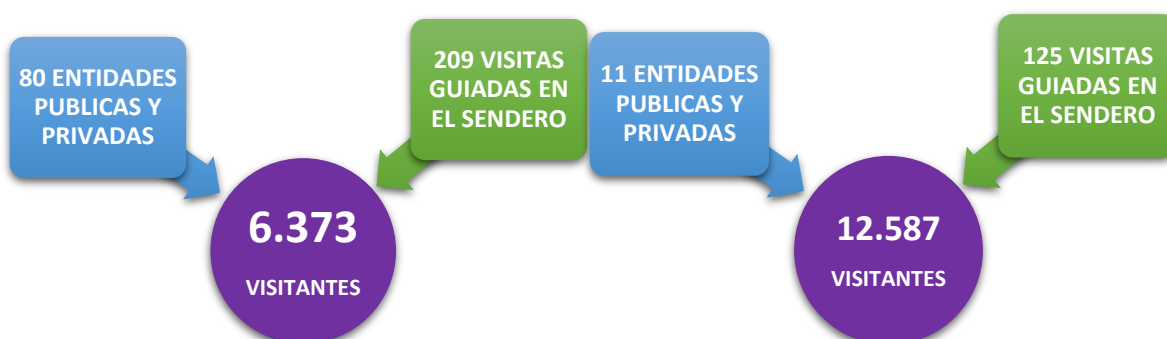 80 ENTIDADES
PUBLICAS Y
PRIVADAS
209 VISITAS
GUIADAS EN
EL SENDERO
6.373
VISITANTES
11 ENTIDADES
PUBLICAS Y
PRIVADAS
125 VISITAS
GUIADAS EN
EL SENDERO
12.587
VISITANTES